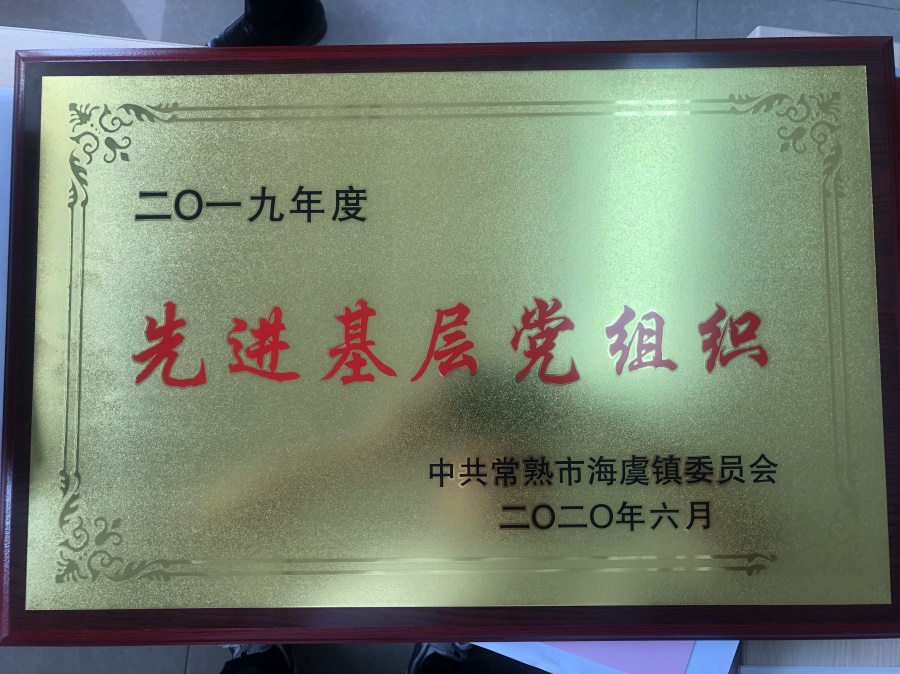 二〇一九年度
先进基层党组织
中共常熟市海虞镇委员会
二〇二〇年六月